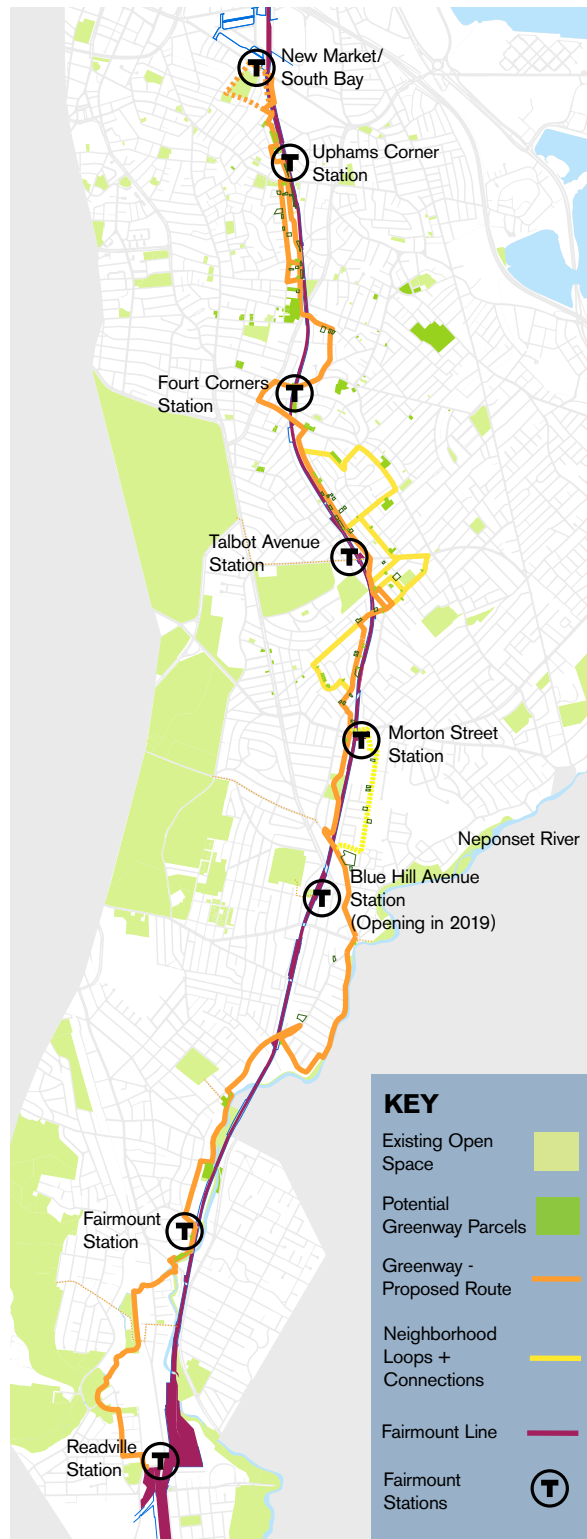 New Market/
South Bay
Uphams Corner
Station
Fourt Corners
Station
Talbot Avenue
Station
Morton Street
Station
Neponset River
Blue Hill Avenue
Station
(Opening in 2019)
Fairmount
Station
Readville
Station
KEY
Existing Open
Space
Potential
Greenway Parcels
Greenway -
Proposed Route
Neighborhood
Loops +
Connections
Fairmount Line
Fairmount
Stations
T
T
T
T
T
T
T
T
T